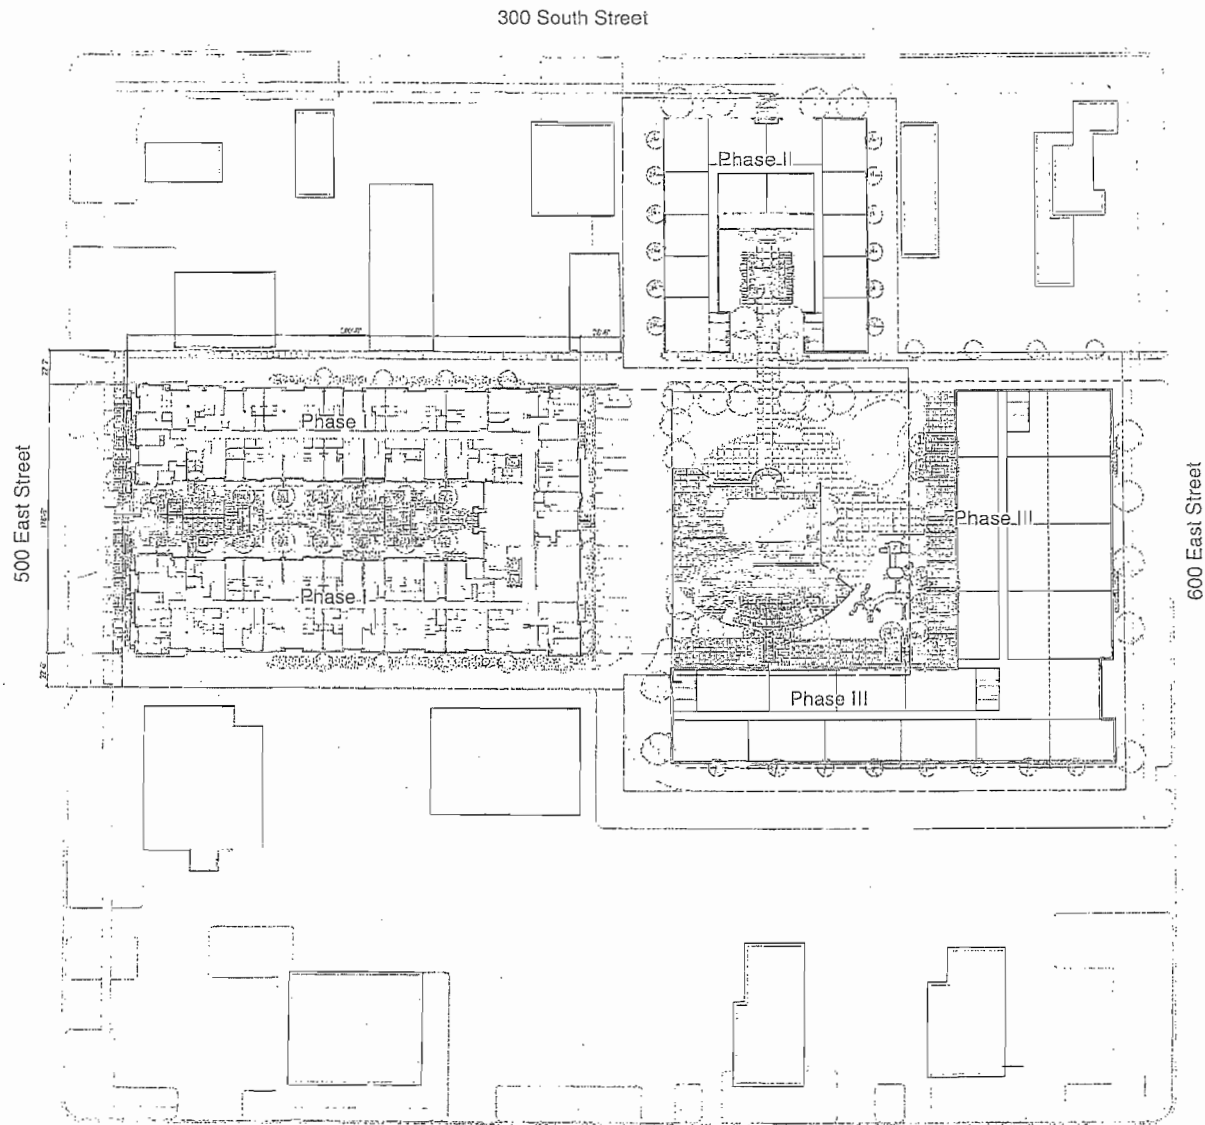 300 South Street
Phase II
Phase I
500 East Street
Phase III
600 East Street
Phase I
Phase III